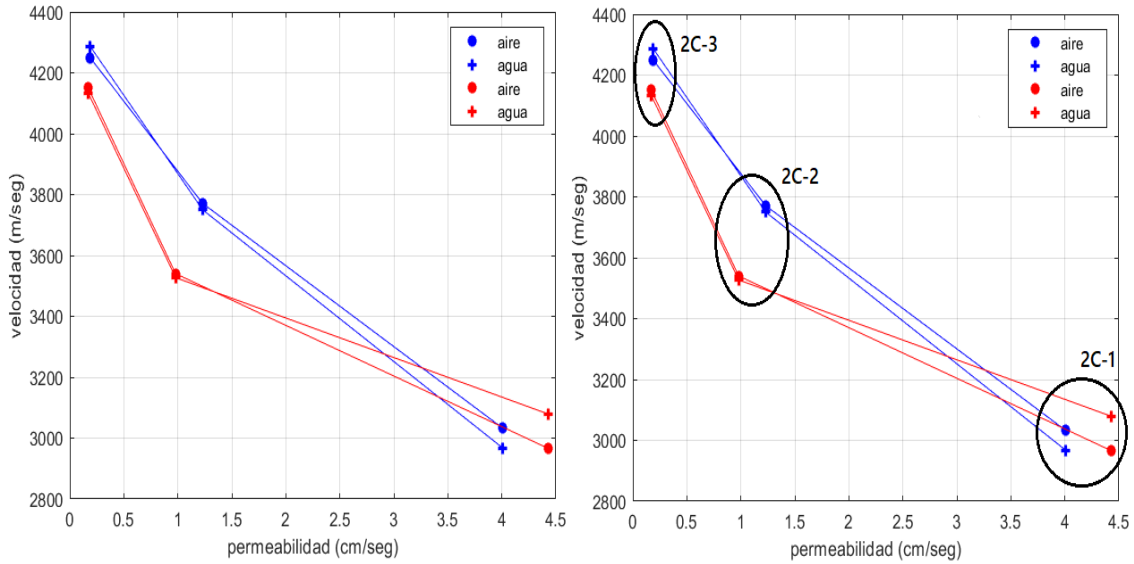 4400
4200
4000
3800
3600
3400
3200
3000
2800
velocidad (m/seg)
0
0.5
1
1.5
2
2.5
3
3.5
4
4.5
permeabilidad (cm/seg)
aire
agua
aire
agua
4400
4200
4000
3800
3600
3400
3200
3000
2800
velocidad (m/seg)
0
0.5
1
1.5
2
2.5
3
3.5
4
4.5
permeabilidad (cm/seg)
aire
agua
aire
agua
2C-3
2C-2
2C-1